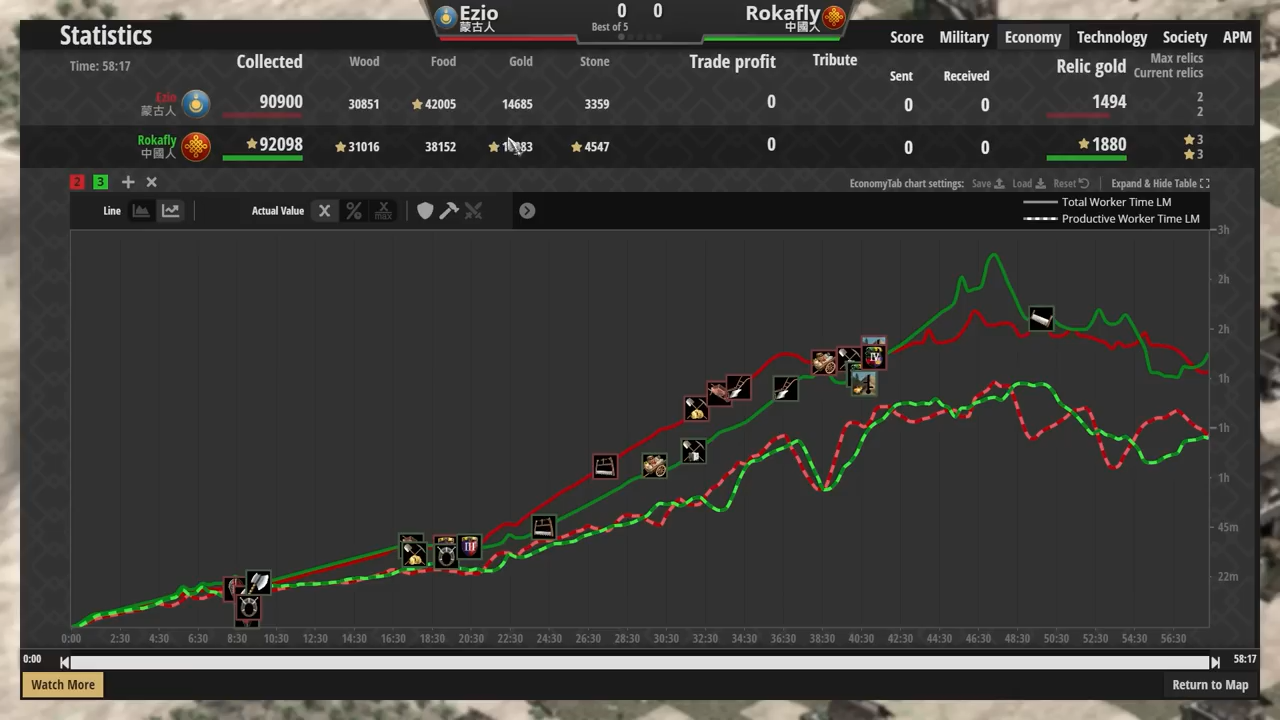 Ezio
蒙古人
0 0
Best of 5
Rokafly
中國人
Statistics
Score Military Economy Technology Society APM
Time: 58:17
Collected Wood Food Gold Stone Trade profit Tribute Sent Received Relic gold Max relics
Current relics
Ezio
蒙古人
90900 30851 42005 14685 3359 0 0 0 1494 2
2
Rokafly
中國人
92098 31016 38152 4547 0 0 0 1880 3
3
2 3 + ×
EconomyTab chart settings: Save Load Reset Expand & Hide Table
Line Actual Value X % X max
Total Worker Time LM
Productive Worker Time LM
3h
2h
2h
1h
1h
1h
45m
22m
III
IV
0:00 2:30 4:30 6:30 8:30 10:30 12:30 14:30 16:30 18:30 20:30 22:30 24:30 26:30 28:30 30:30 32:30 34:30 36:30 38:30 40:30 42:30 44:30 46:30 48:30 50:30 52:30 54:30 56:30
0:00 58:17
Watch More
Return to Map